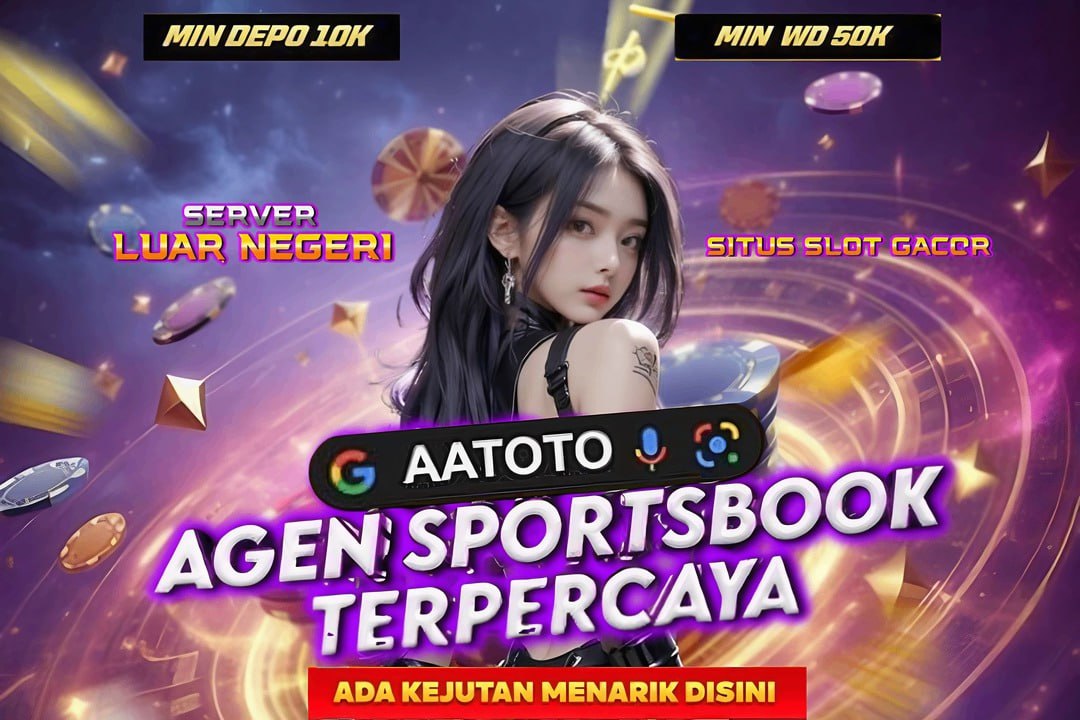 MIN DEPO 10K
MIN WD 50K
SERVER
LUAR NEGERI
SITUS SLOT GACOR
G AATOTO
AGEN SPORTSBOOK
TERPERCAYA
ADA KEJUTAN MENARIK DISINI